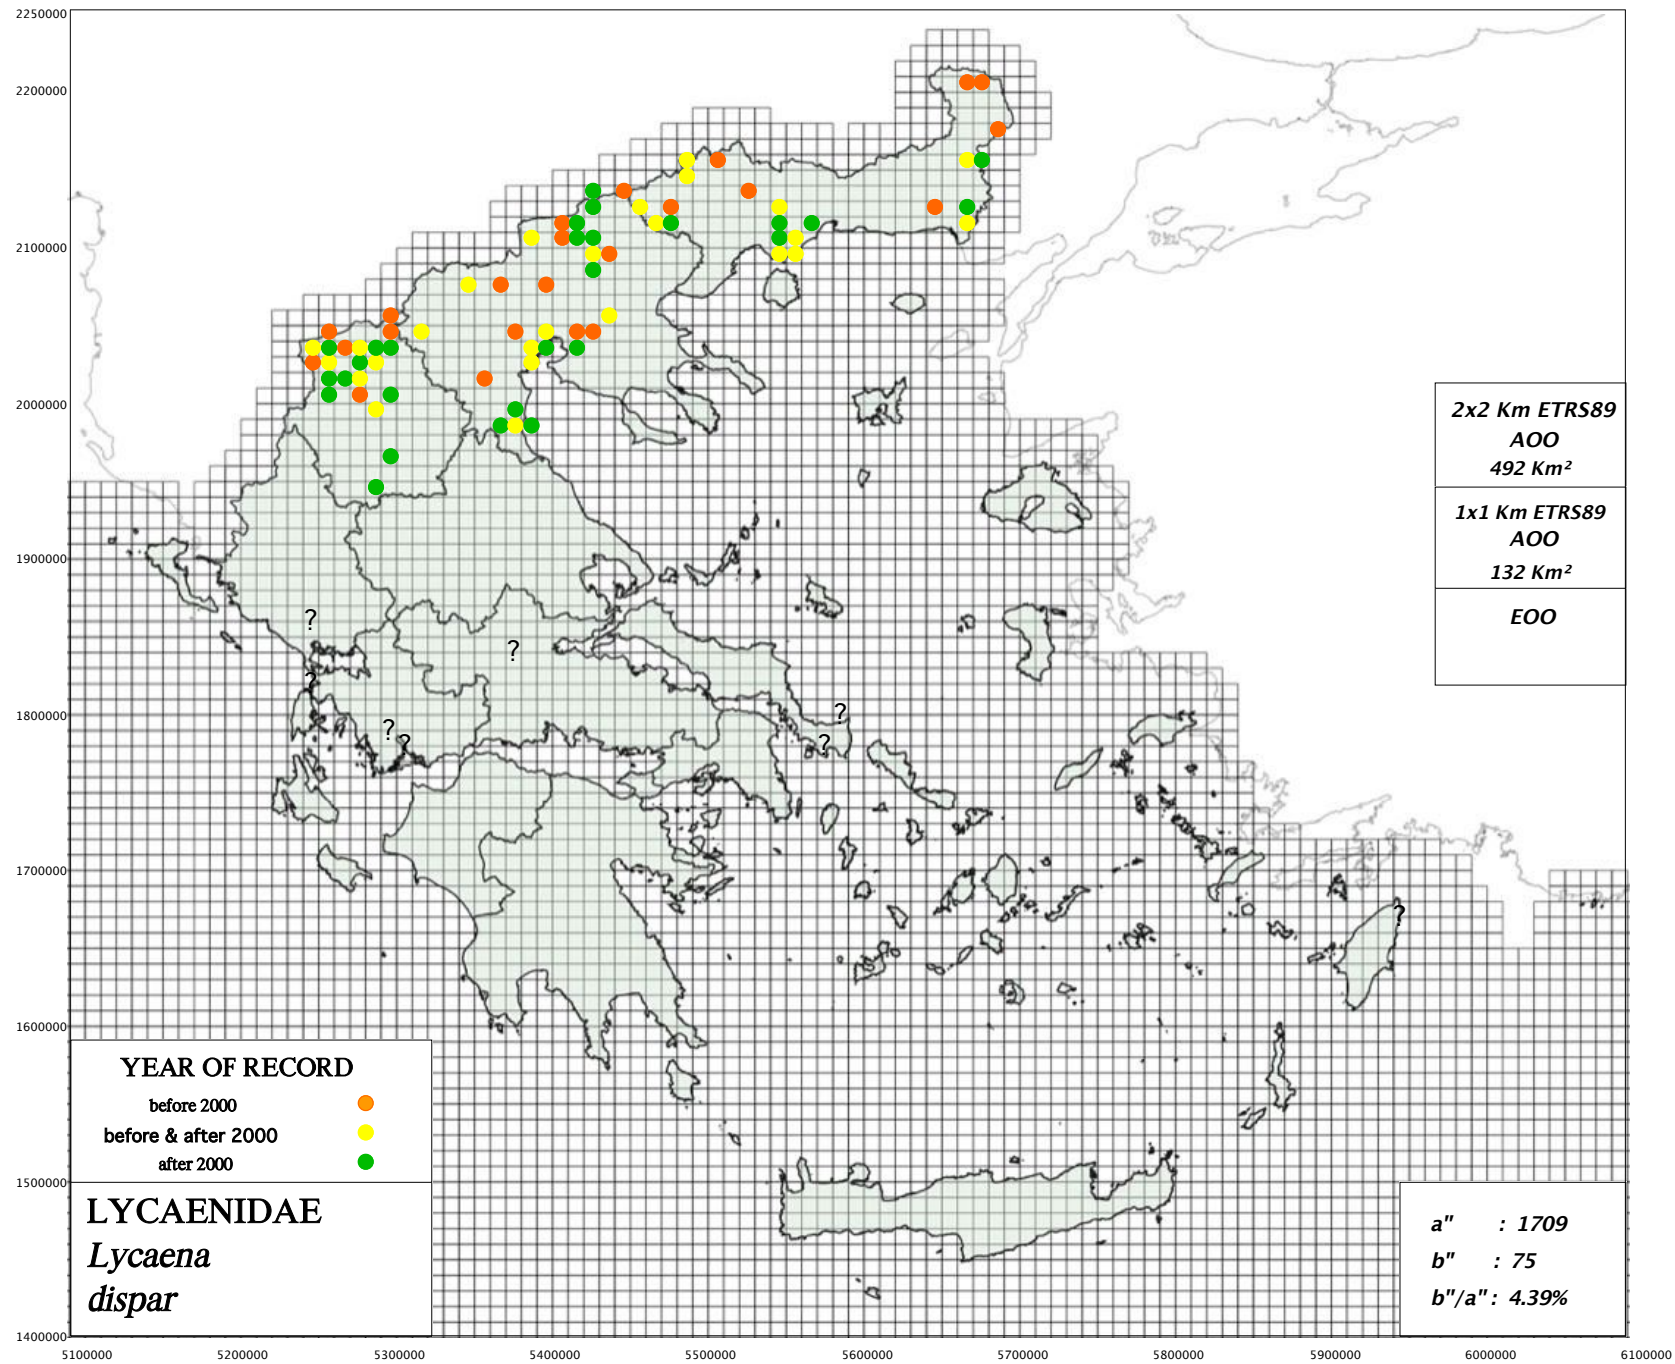 2250000
2200000
2100000
2000000
1900000
1800000
1700000
1600000
1500000
1400000
5100000 5200000 5300000 5400000 5500000 5600000 5700000 5800000 5900000 6000000 6100000
2x2 Km ETRS89
AOO
492 Km²
1x1 Km ETRS89
AOO
132 Km²
EOO
?
?
?
?
?
?
?
?
YEAR OF RECORD
before 2000
before & after 2000
after 2000
LYCAENIDAE
Lycaena
dispar
a" : 1709
b" : 75
b"/a" : 4.39%